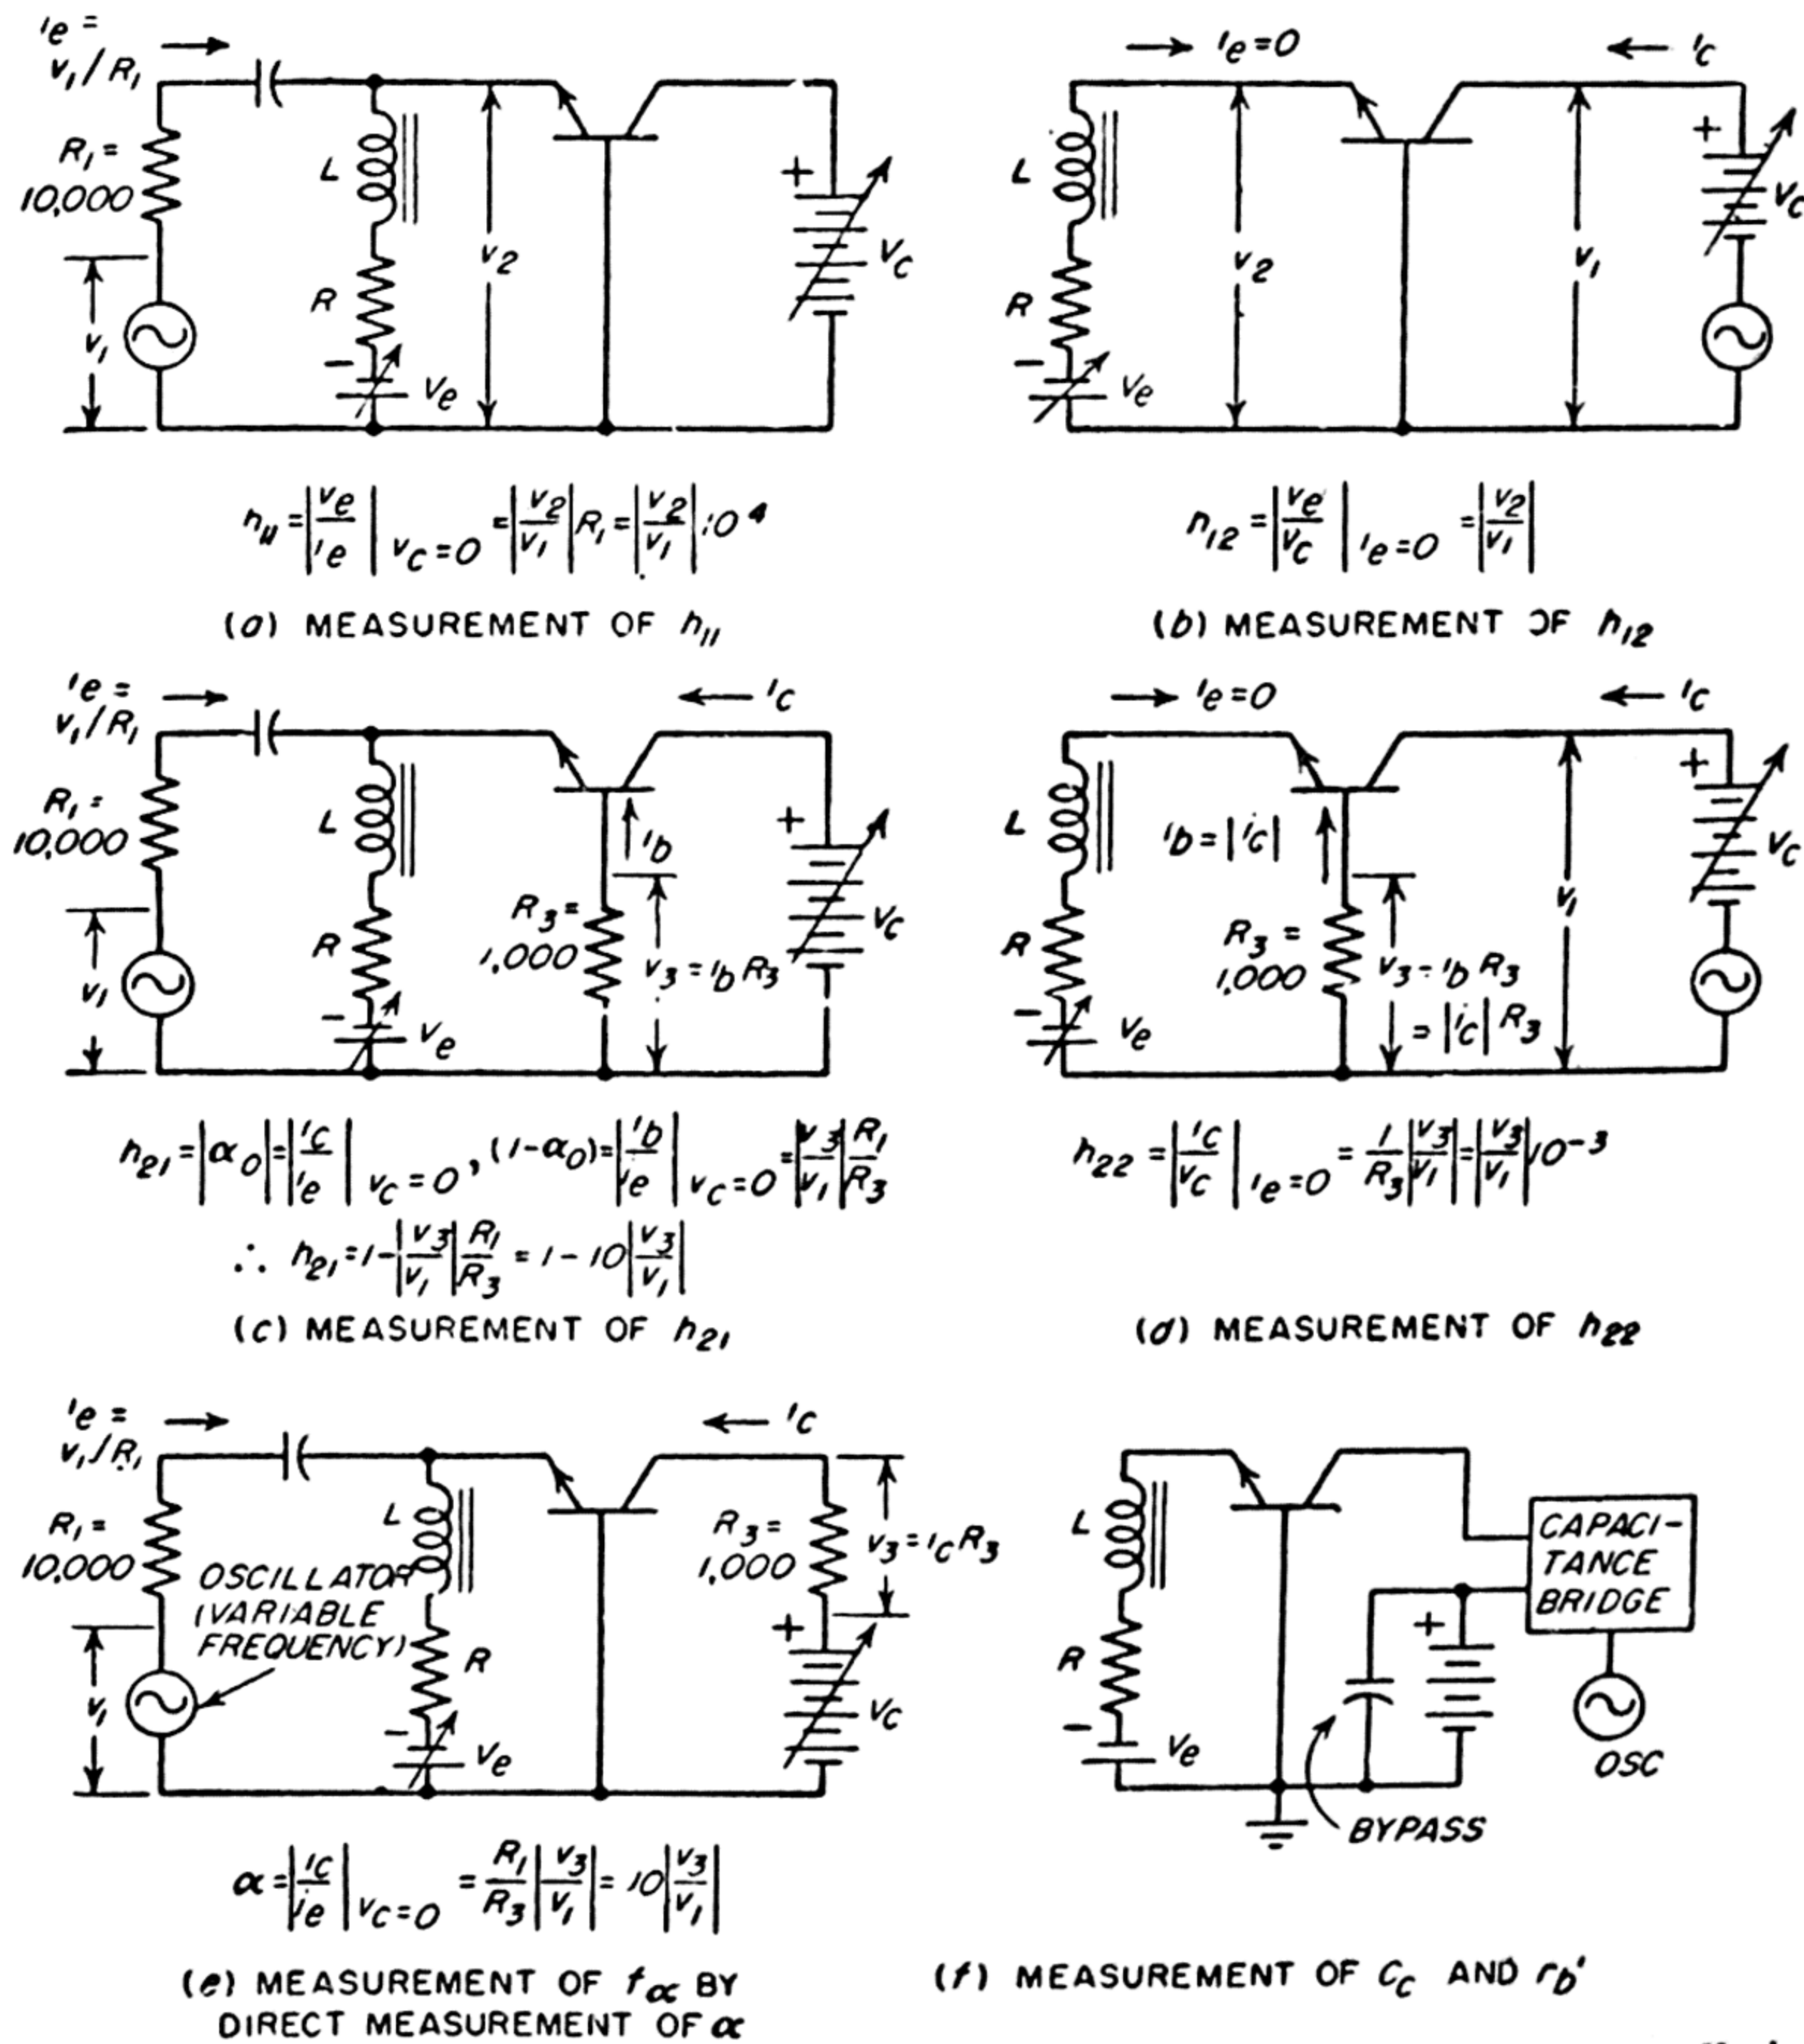 ie =
v1/R1
R1 =
10,000
v1
L
R
Ve
v2
+
-
Vc
h11 = |ve/ie| vc=0 = |v2/v1| R1 = |v2/v1| 10^4
(a) MEASUREMENT OF h11
ie=0
ic
L
R
-
Ve
v2
v1
+
Vc
h12 = |ve/vc| ie=0 = |v2/v1|
(b) MEASUREMENT OF h12
ie =
v1/R1
ic
R1 =
10,000
v1
L
R
-
Ve
ib
R3 =
1,000
v3 = ib R3
+
Vc
h21 = |α0| = |ic/ie| vc=0, (1-α0) = |ib/ie| vc=0 = |v3/v1| R1/R3
∴ h21 = 1-|v3/v1| R1/R3 = 1-10|v3/v1|
(c) MEASUREMENT OF h21
ie=0
ic
L
R
-
Ve
ib = |ic|
R3 =
1,000
v3 = ib R3
= |ic| R3
v1
+
Vc
h22 = |ic/vc| ie=0 = 1/R3 |v3/v1| = |v3/v1| 10^-3
(d) MEASUREMENT OF h22
ie =
v1/R1
ic
R1 =
10,000
OSCILLATOR
(VARIABLE
FREQUENCY)
v1
L
R
-
Ve
R3 =
1,000
v3 = ic R3
+
Vc
α = |ic/ie| vc=0 = R1/R3 |v3/v1| = 10|v3/v1|
(e) MEASUREMENT OF fα BY
DIRECT MEASUREMENT OF α
L
R
-
Ve
+
CAPACI-
TANCE
BRIDGE
OSC
BYPASS
(f) MEASUREMENT OF Cc AND rb'